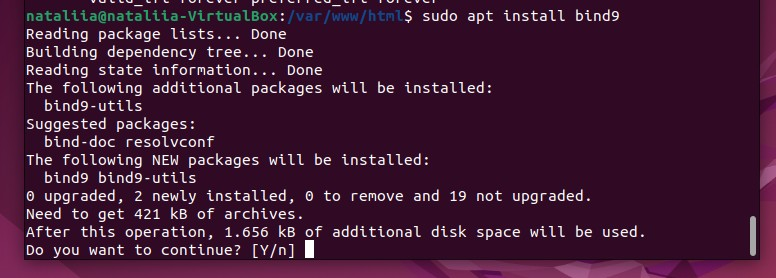 nataliia@nataliia-VirtualBox:/var/www/html$ sudo apt install bind9
Reading package lists... Done
Building dependency tree... Done
Reading state information... Done
The following additional packages will be installed:
  bind9-utils
Suggested packages:
  bind-doc resolvconf
The following NEW packages will be installed:
  bind9 bind9-utils
0 upgraded, 2 newly installed, 0 to remove and 19 not upgraded.
Need to get 421 kB of archives.
After this operation, 1.656 kB of additional disk space will be used.
Do you want to continue? [Y/n]